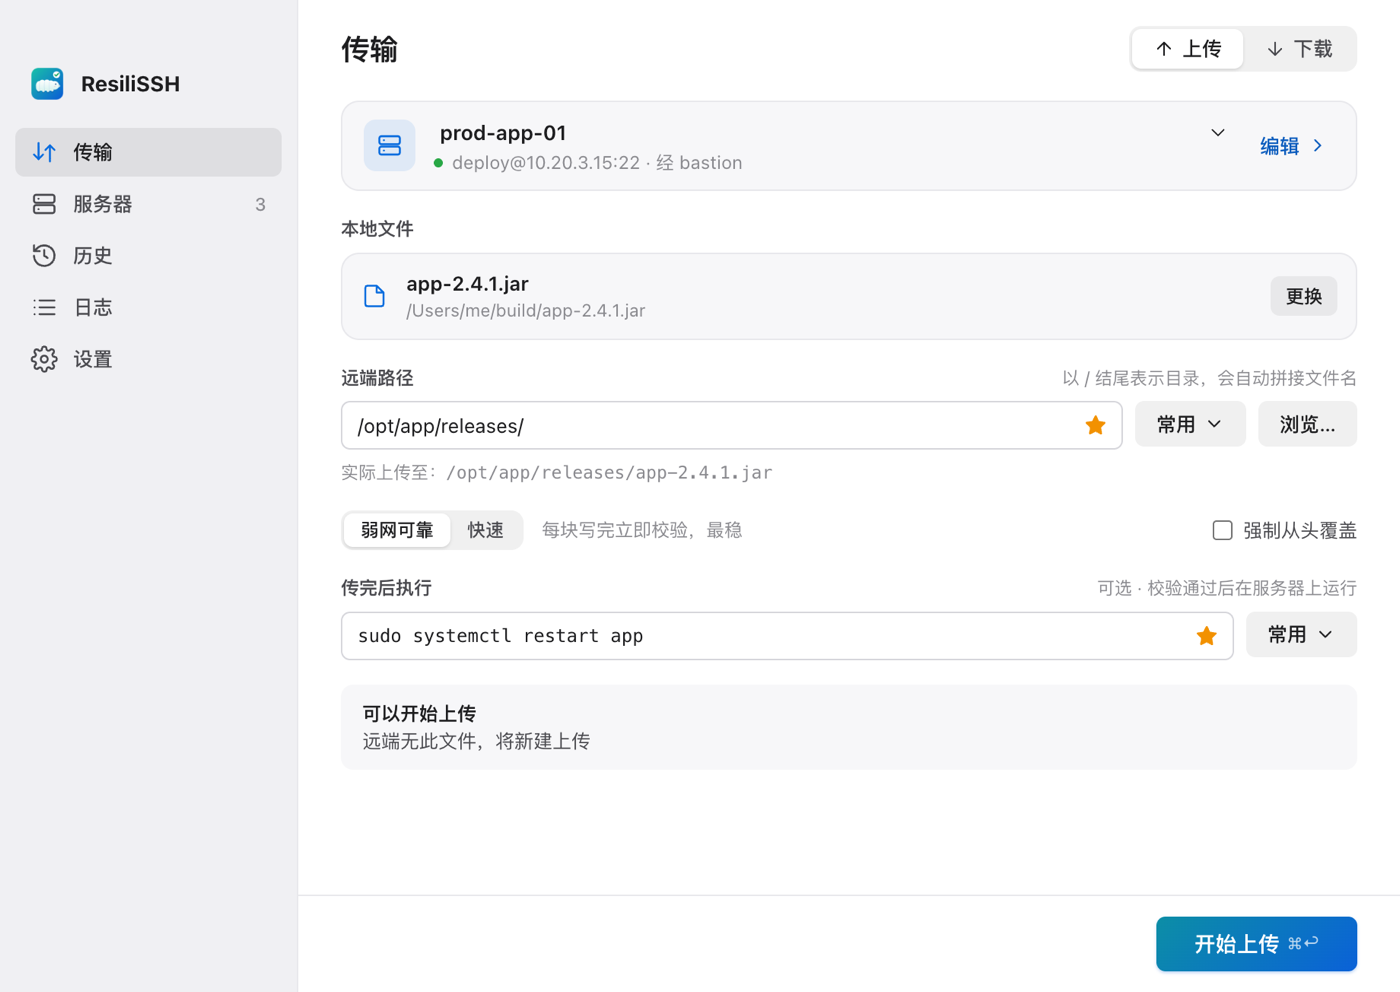 ResiliSSH
传输
服务器 3
历史
日志
设置
传输
上传 下载
prod-app-01
deploy@10.20.3.15:22 · 经 bastion
编辑
本地文件
app-2.4.1.jar
/Users/me/build/app-2.4.1.jar
更换
远端路径 以 / 结尾表示目录，会自动拼接文件名
/opt/app/releases/ 常用 浏览...
实际上传至：/opt/app/releases/app-2.4.1.jar
弱网可靠 快速 每块写完立即校验，最稳 强制从头覆盖
传完后执行 可选 · 校验通过后在服务器上运行
sudo systemctl restart app 常用
可以开始上传
远端无此文件，将新建上传
开始上传 ⌘↩